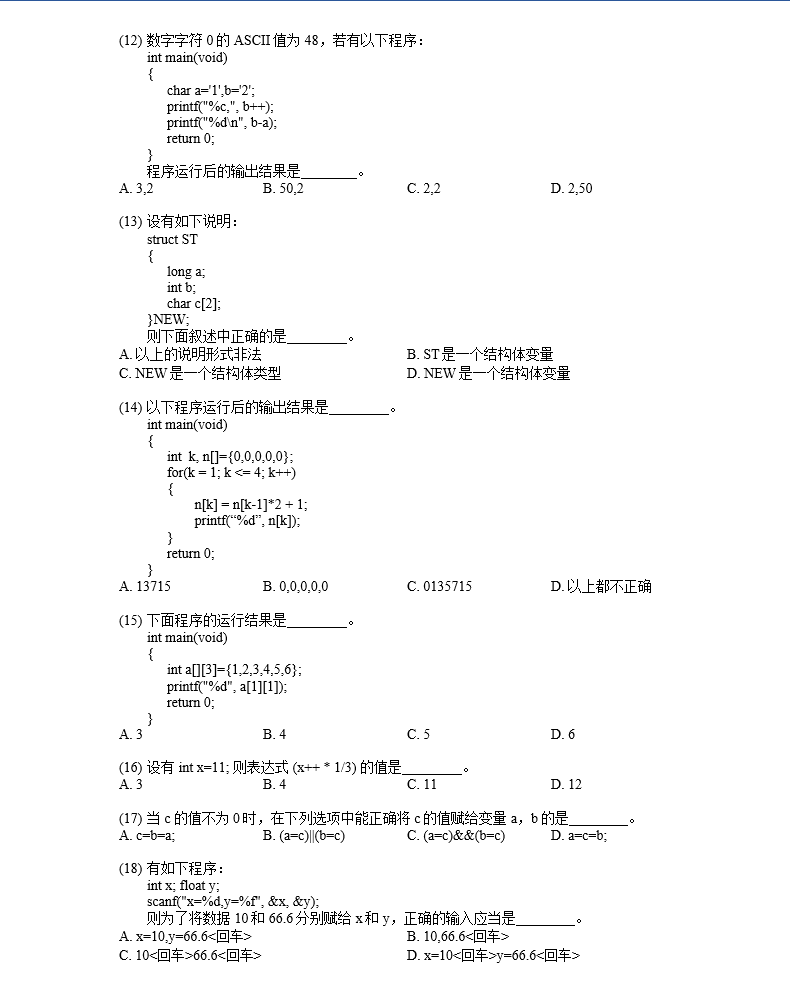 (12) 数字字符 0 的 ASCII 值为 48，若有以下程序：
int main(void)
{
char a='1',b='2';
printf("%c,", b++);
printf("%d\n", b-a);
return 0;
}
程序运行后的输出结果是________。
A. 3,2 B. 50,2 C. 2,2 D. 2,50
(13) 设有如下说明：
struct ST
{
long a;
int b;
char c[2];
}NEW;
则下面叙述中正确的是________。
A. 以上的说明形式非法 B. ST 是一个结构体变量
C. NEW 是一个结构体类型 D. NEW 是一个结构体变量
(14) 以下程序运行后的输出结果是________。
int main(void)
{
int k, n[]={0,0,0,0,0};
for(k = 1; k <= 4; k++)
{
n[k] = n[k-1]*2 + 1;
printf(“%d”, n[k]);
}
return 0;
}
A. 13715 B. 0,0,0,0,0 C. 0135715 D. 以上都不正确
(15) 下面程序的运行结果是________。
int main(void)
{
int a[][3]={1,2,3,4,5,6};
printf("%d", a[1][1]);
return 0;
}
A. 3 B. 4 C. 5 D. 6
(16) 设有 int x=11; 则表达式 (x++ * 1/3) 的值是________。
A. 3 B. 4 C. 11 D. 12
(17) 当 c 的值不为 0 时，在下列选项中能正确将 c 的值赋给变量 a，b 的是________。
A. c=b=a; B. (a=c)||(b=c) C. (a=c)&&(b=c) D. a=c=b;
(18) 有如下程序：
int x; float y;
scanf("x=%d,y=%f", &x, &y);
则为了将数据 10 和 66.6 分别赋给 x 和 y，正确的输入应当是________。
A. x=10,y=66.6<回车> B. 10,66.6<回车>
C. 10<回车>66.6<回车> D. x=10<回车>y=66.6<回车>